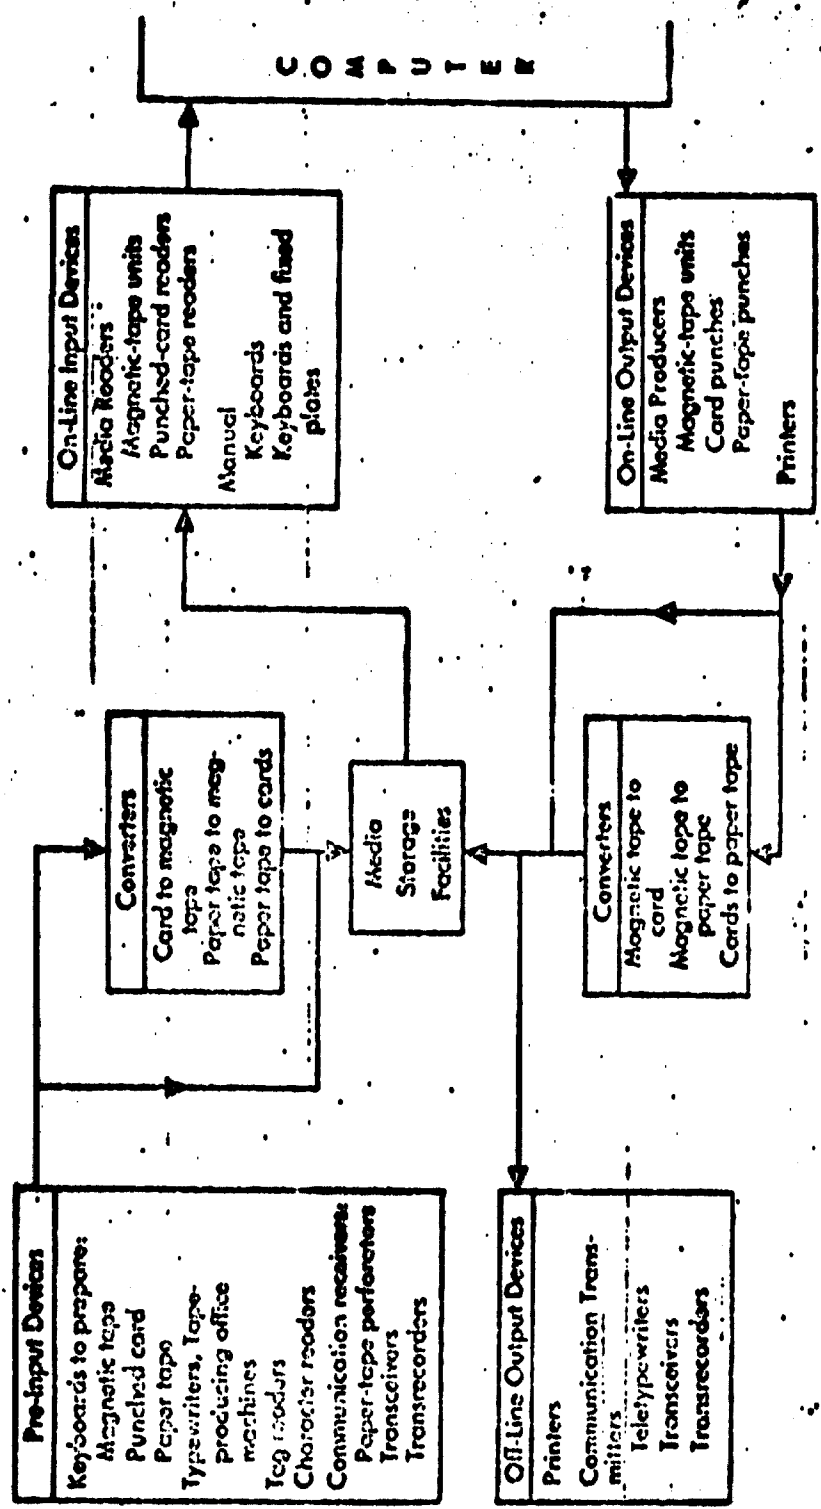 Pre-Input Devices
Keyboards to prepare:
Magnetic tape
Punched card
Paper tape
Typewriters, Tape-
producing office
machines
Tag readers
Character readers
Communication receivers:
Paper-tape perforators
Transceivers
Transrecorders
Converters
Card to magnetic
tape
Paper tape to mag-
netic tape
Paper tape to cards
Media
Storage
Facilities
On-Line Input Devices
Media Readers
Magnetic-tape units
Punched-card readers
Paper-tape readers
Manual
Keyboards
Keyboards and fixed
plates
COMPUTER
Off-Line Output Devices
Printers
Communication Trans-
mitters
Teletypewriters
Transceivers
Transrecorders
Converters
Magnetic tape to
card
Magnetic tape to
paper tape
Cards to paper tape
On-Line Output Devices
Media Producers
Magnetic-tape units
Card punches
Paper-Tape punches
Printers